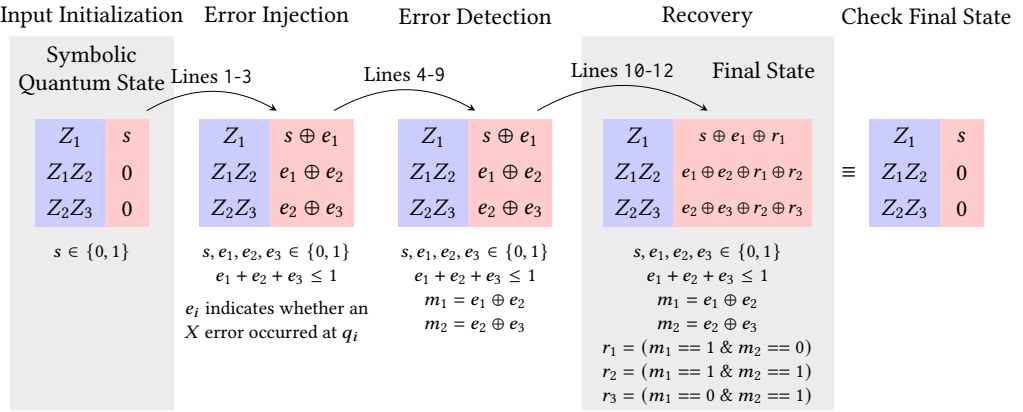 Input Initialization
Error Injection
Error Detection
Recovery
Check Final State
Symbolic
Quantum State
Lines 1-3
Lines 4-9
Lines 10-12
Final State
Z₁ s
Z₁Z₂ 0
Z₂Z₃ 0
s ∈ {0, 1}
Z₁ s ⊕ e₁
Z₁Z₂ e₁ ⊕ e₂
Z₂Z₃ e₂ ⊕ e₃
s, e₁, e₂, e₃ ∈ {0, 1}
e₁ + e₂ + e₃ ≤ 1
eᵢ indicates whether an
X error occurred at qᵢ
Z₁ s ⊕ e₁
Z₁Z₂ e₁ ⊕ e₂
Z₂Z₃ e₂ ⊕ e₃
s, e₁, e₂, e₃ ∈ {0, 1}
e₁ + e₂ + e₃ ≤ 1
m₁ = e₁ ⊕ e₂
m₂ = e₂ ⊕ e₃
Z₁ s ⊕ e₁ ⊕ r₁
Z₁Z₂ e₁ ⊕ e₂ ⊕ r₁ ⊕ r₂
Z₂Z₃ e₂ ⊕ e₃ ⊕ r₂ ⊕ r₃
s, e₁, e₂, e₃ ∈ {0, 1}
e₁ + e₂ + e₃ ≤ 1
m₁ = e₁ ⊕ e₂
m₂ = e₂ ⊕ e₃
r₁ = (m₁ == 1 & m₂ == 0)
r₂ = (m₁ == 1 & m₂ == 1)
r₃ = (m₁ == 0 & m₂ == 1)
≡
Z₁ s
Z₁Z₂ 0
Z₂Z₃ 0